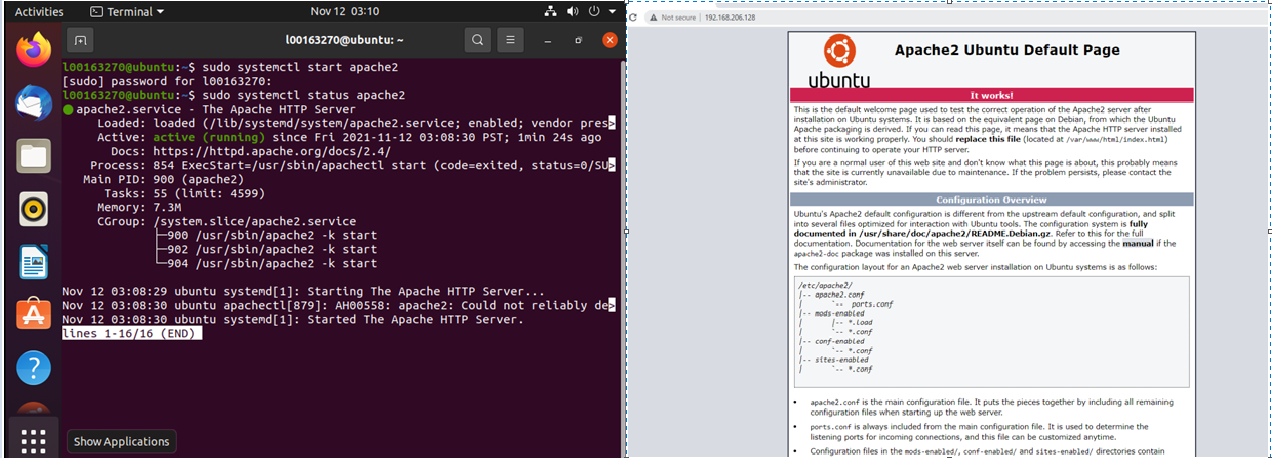 Activities
Terminal
Nov 12 03:10
l00163270@ubuntu: ~
l00163270@ubuntu:~$ sudo systemctl start apache2
[sudo] password for l00163270:
l00163270@ubuntu:~$ sudo systemctl status apache2
● apache2.service - The Apache HTTP Server
Loaded: loaded (/lib/systemd/system/apache2.service; enabled; vendor pres>
Active: active (running) since Fri 2021-11-12 03:08:30 PST; 1min 24s ago
Docs: https://httpd.apache.org/docs/2.4/
Process: 854 ExecStart=/usr/sbin/apachectl start (code=exited, status=0/SU>
Main PID: 900 (apache2)
Tasks: 55 (limit: 4599)
Memory: 7.3M
CGroup: /system.slice/apache2.service
├─900 /usr/sbin/apache2 -k start
├─902 /usr/sbin/apache2 -k start
└─904 /usr/sbin/apache2 -k start
Nov 12 03:08:29 ubuntu systemd[1]: Starting The Apache HTTP Server...
Nov 12 03:08:30 ubuntu apachectl[879]: AH00558: apache2: Could not reliably de>
Nov 12 03:08:30 ubuntu systemd[1]: Started The Apache HTTP Server.
lines 1-16/16 (END)
Show Applications
Not secure | 192.168.206.128
ubuntu
Apache2 Ubuntu Default Page
It works!
This is the default welcome page used to test the correct operation of the Apache2 server after
installation on Ubuntu systems. It is based on the equivalent page on Debian, from which the Ubuntu
Apache packaging is derived. If you can read this page, it means that the Apache HTTP server installed
at this site is working properly. You should replace this file (located at /var/www/html/index.html)
before continuing to operate your HTTP server.
If you are a normal user of this web site and don't know what this page is about, this probably means
that the site is currently unavailable due to maintenance. If the problem persists, please contact the
site's administrator.
Configuration Overview
Ubuntu's Apache2 default configuration is different from the upstream default configuration, and split
into several files optimized for interaction with Ubuntu tools. The configuration system is fully
documented in /usr/share/doc/apache2/README.Debian.gz. Refer to this for the full
documentation. Documentation for the web server itself can be found by accessing the manual if the
apache2-doc package was installed on this server.
The configuration layout for an Apache2 web server installation on Ubuntu systems is as follows:
/etc/apache2/
|-- apache2.conf
| `-- ports.conf
|-- mods-enabled
| |-- *.load
| `-- *.conf
|-- conf-enabled
| `-- *.conf
|-- sites-enabled
| `-- *.conf
• apache2.conf is the main configuration file. It puts the pieces together by including all remaining
configuration files when starting up the web server.
• ports.conf is always included from the main configuration file. It is used to determine the
listening ports for incoming connections, and this file can be customized anytime.
• Configuration files in the mods-enabled/, conf-enabled/ and sites-enabled/ directories contain